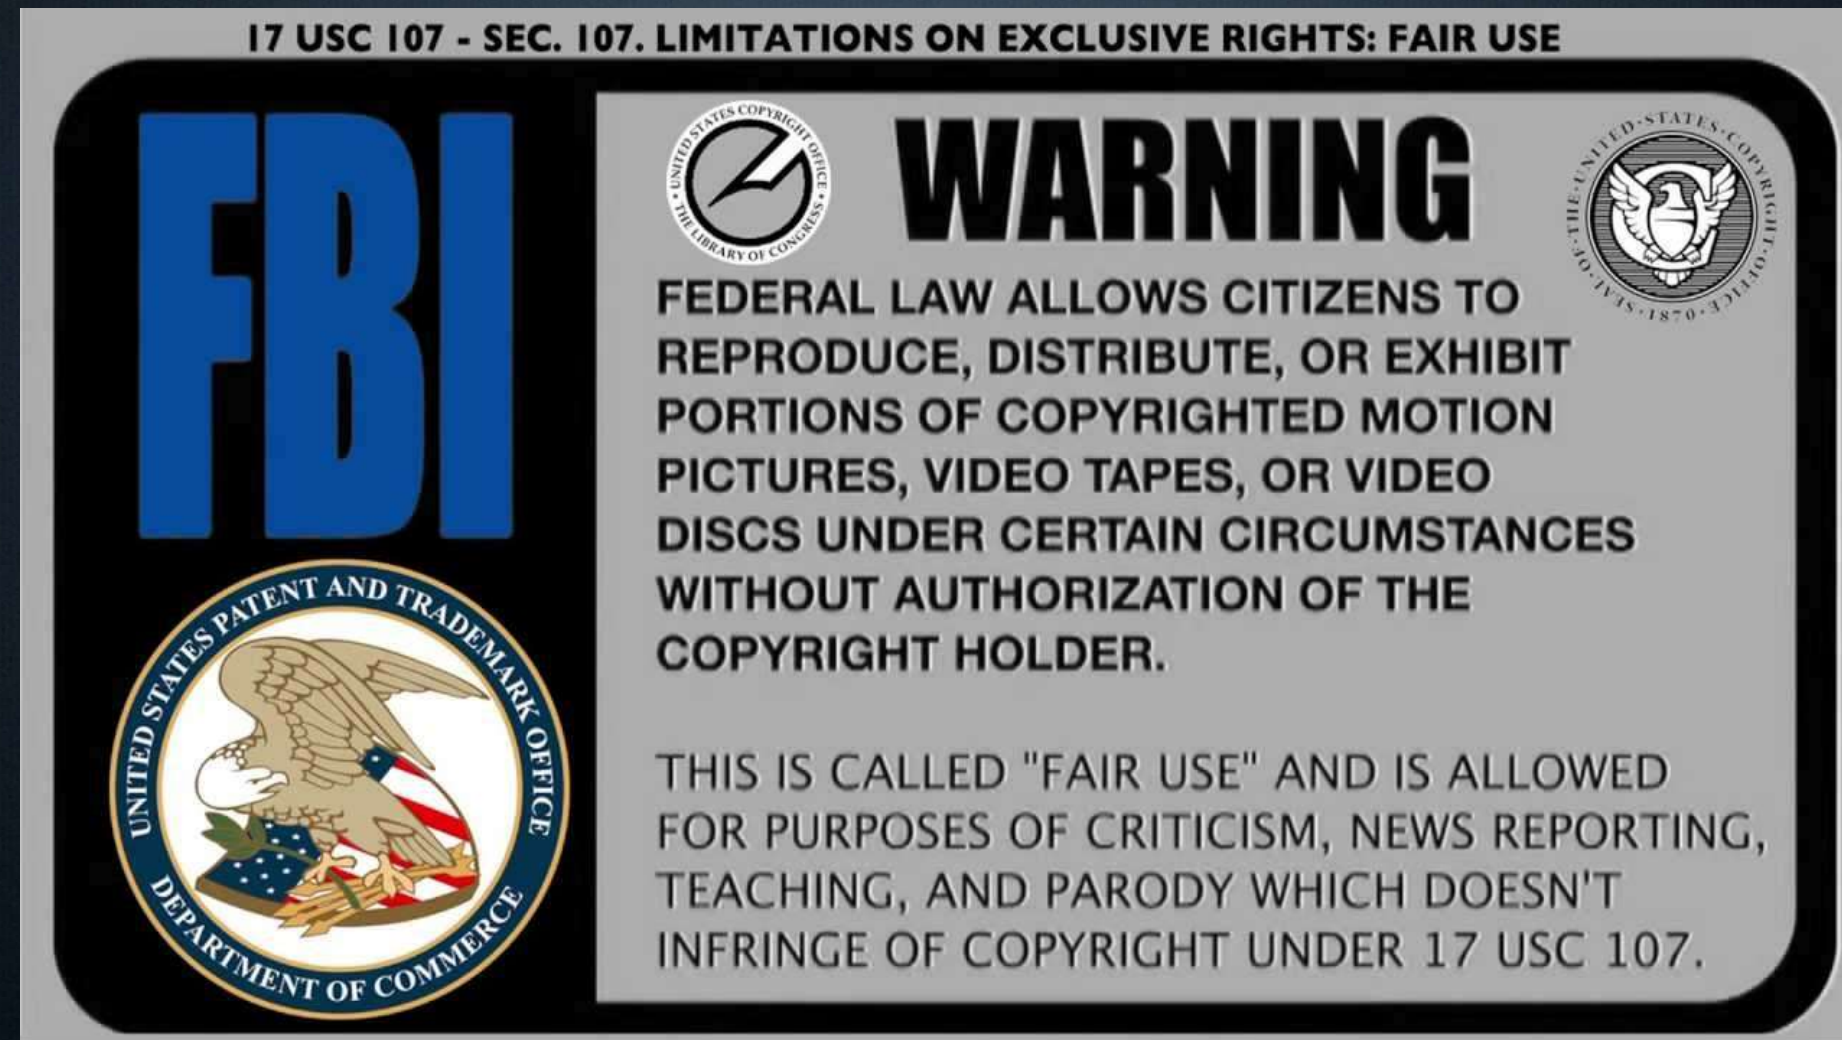 17 USC 107 - SEC. 107. LIMITATIONS ON EXCLUSIVE RIGHTS: FAIR USE
FBI
UNITED STATES PATENT AND TRADEMARK OFFICE
DEPARTMENT OF COMMERCE
UNITED STATES COPYRIGHT OFFICE
THE LIBRARY OF CONGRESS
WARNING
SEAL·OF·THE·UNITED·STATES·COPYRIGHT·OFFICE
·1870·
FEDERAL LAW ALLOWS CITIZENS TO
REPRODUCE, DISTRIBUTE, OR EXHIBIT
PORTIONS OF COPYRIGHTED MOTION
PICTURES, VIDEO TAPES, OR VIDEO
DISCS UNDER CERTAIN CIRCUMSTANCES
WITHOUT AUTHORIZATION OF THE
COPYRIGHT HOLDER.
THIS IS CALLED "FAIR USE" AND IS ALLOWED
FOR PURPOSES OF CRITICISM, NEWS REPORTING,
TEACHING, AND PARODY WHICH DOESN'T
INFRINGE OF COPYRIGHT UNDER 17 USC 107.